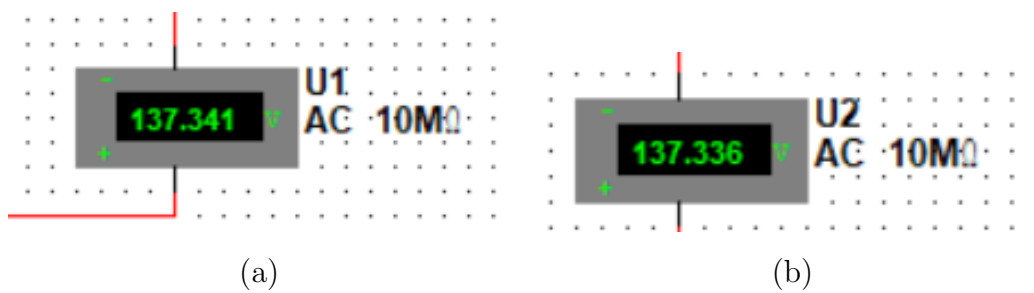 U1
137.341 V AC 10MΩ
U2
137.336 V AC 10MΩ
(a)
(b)